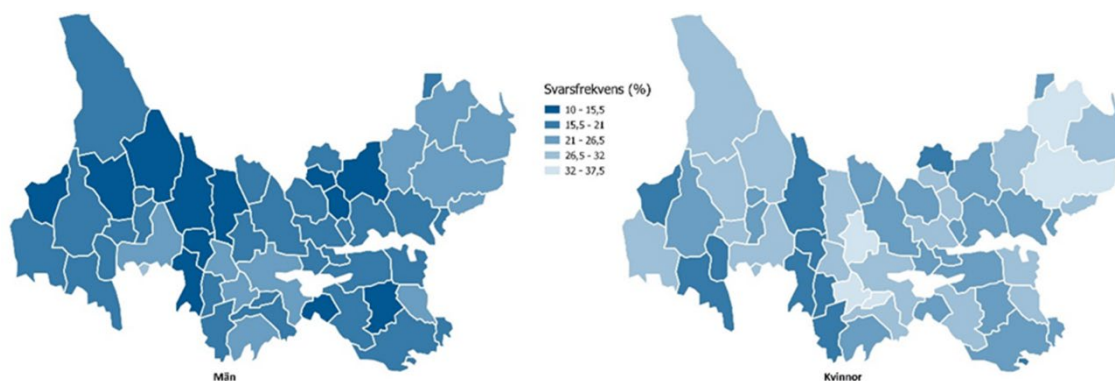 Svarsfrekvens (%)
10 - 15,5
15,5 - 21
21 - 26,5
26,5 - 32
32 - 37,5
Män
Kvinnor